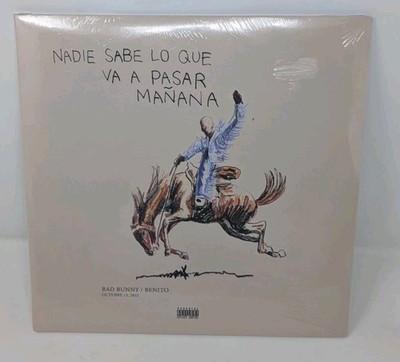 NADIE SABE LO QUE
VA A PASAR
MAÑANA
BAD BUNNY / BENITO